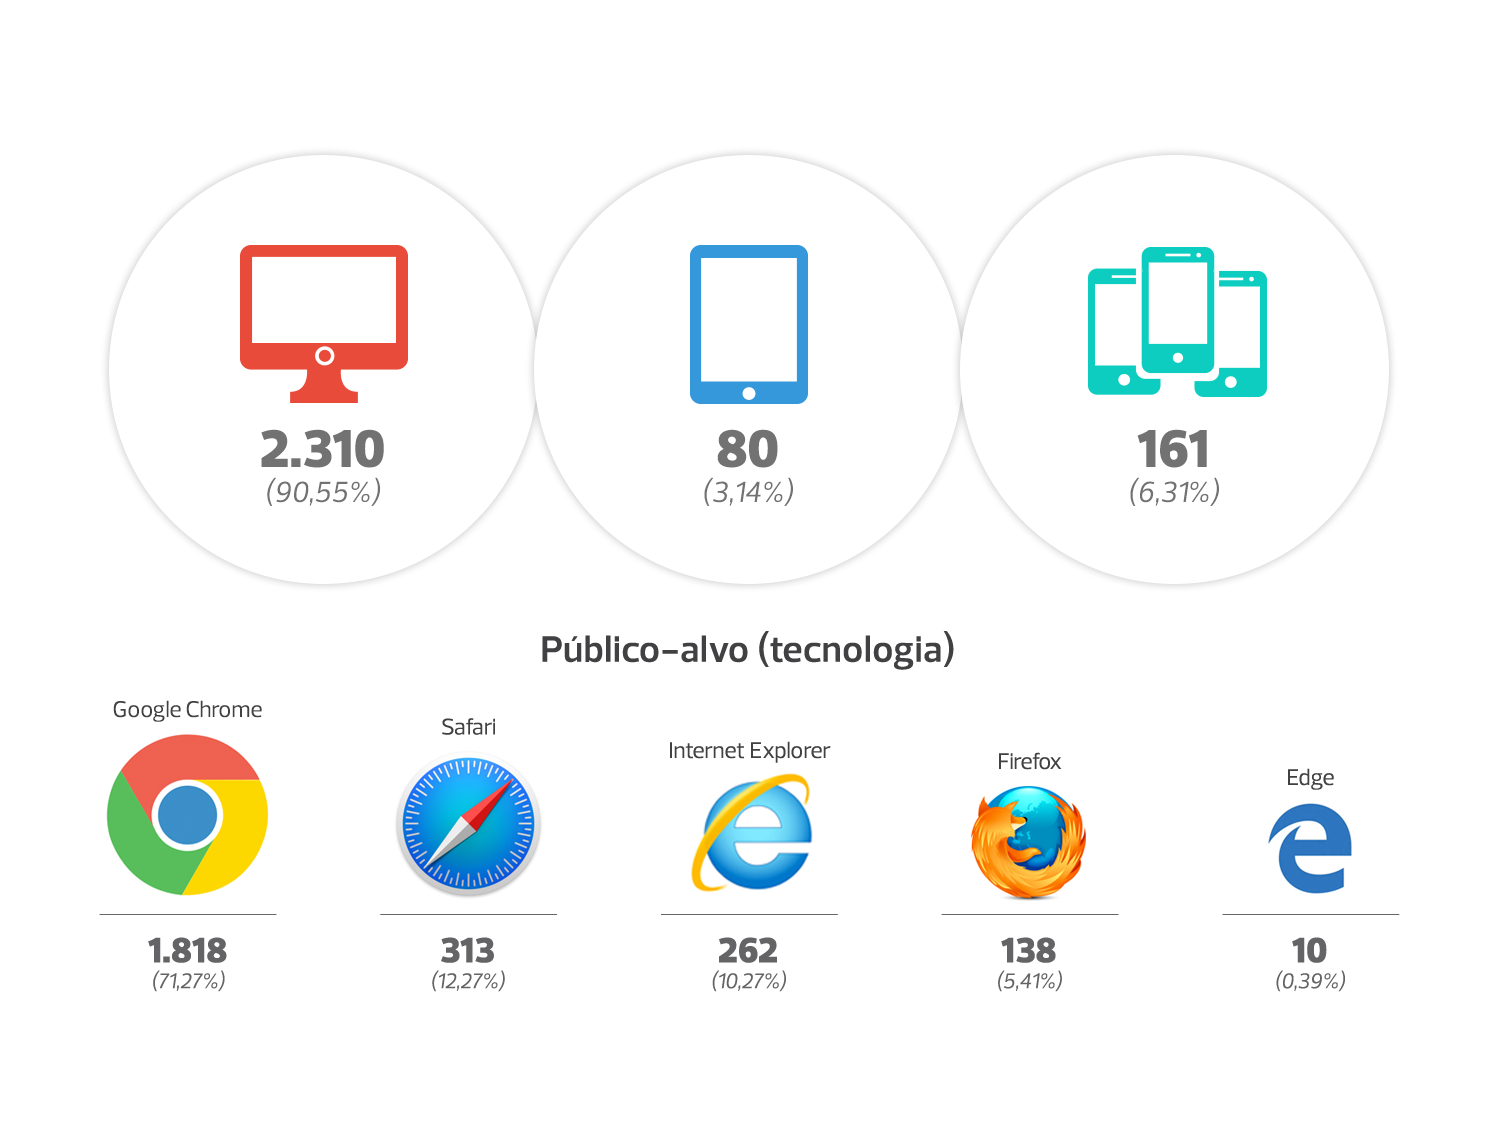 2.310
(90,55%)
80
(3,14%)
161
(6,31%)
Público-alvo (tecnologia)
Google Chrome
1.818
(71,27%)
Safari
313
(12,27%)
Internet Explorer
262
(10,27%)
Firefox
138
(5,41%)
Edge
10
(0,39%)